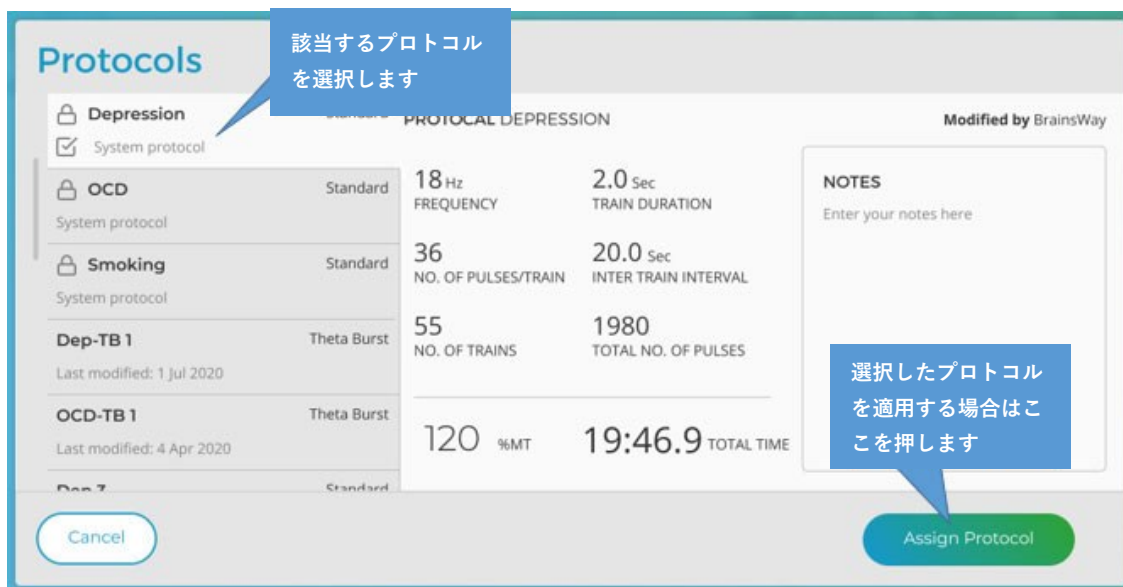 Protocols
該当するプロトコル
を選択します
Depression
Standard
System protocol
OCD
Standard
System protocol
Smoking
Standard
System protocol
Dep-TB 1
Theta Burst
Last modified: 1 Jul 2020
OCD-TB 1
Theta Burst
Last modified: 4 Apr 2020
Standard
PROTOCAL DEPRESSION
Modified by BrainsWay
18 Hz
FREQUENCY
2.0 Sec
TRAIN DURATION
36
NO. OF PULSES/TRAIN
20.0 Sec
INTER TRAIN INTERVAL
55
NO. OF TRAINS
1980
TOTAL NO. OF PULSES
120 %MT
19:46.9 TOTAL TIME
NOTES
Enter your notes here
選択したプロトコル
を適用する場合はこ
こを押します
Cancel
Assign Protocol